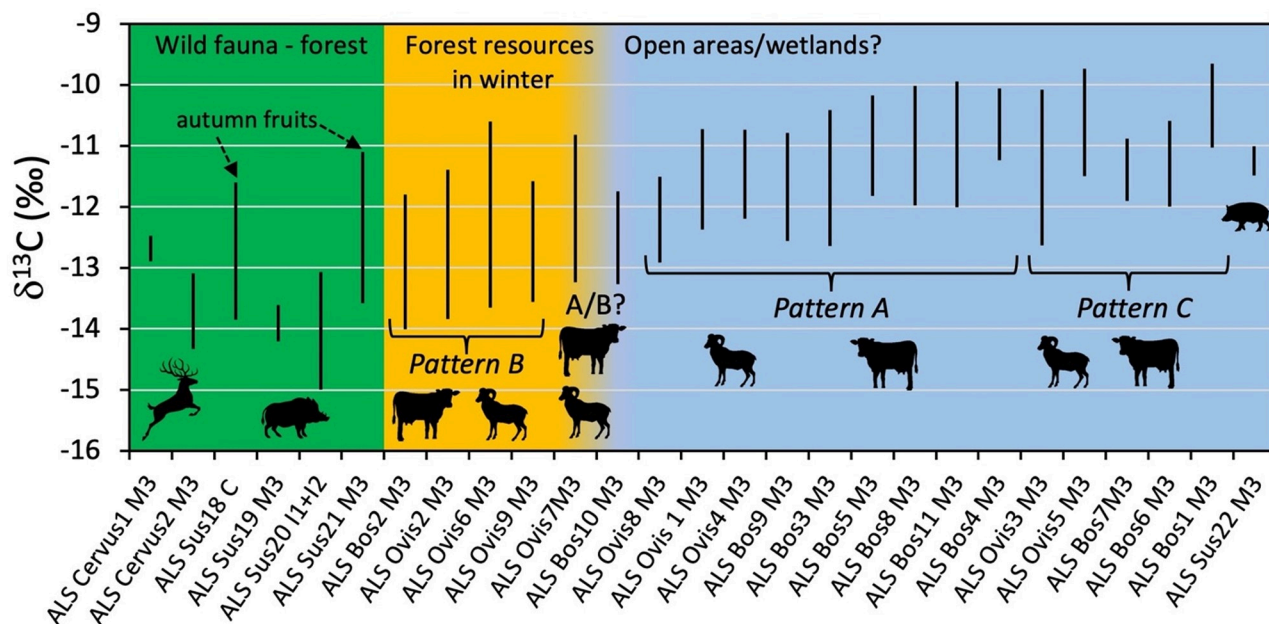 -9
-10
-11
-12
-13
-14
-15
-16
δ¹³C (‰)
Wild fauna - forest
autumn fruits
Forest resources
in winter
Open areas/wetlands?
Pattern B
A/B?
Pattern A
Pattern C
ALS Cervus1 M3
ALS Cervus2 M3
ALS Sus18 C
ALS Sus19 M3
ALS Sus20 I1+I2
ALS Sus21 M3
ALS Bos2 M3
ALS Ovis2 M3
ALS Ovis6 M3
ALS Ovis9 M3
ALS Ovis7M3
ALS Bos10 M3
ALS Ovis8 M3
ALS Ovis 1 M3
ALS Ovis4 M3
ALS Bos9 M3
ALS Bos3 M3
ALS Bos5 M3
ALS Bos8 M3
ALS Bos11 M3
ALS Bos4 M3
ALS Ovis3 M3
ALS Ovis5 M3
ALS Bos7M3
ALS Bos6 M3
ALS Bos1 M3
ALS Sus22 M3